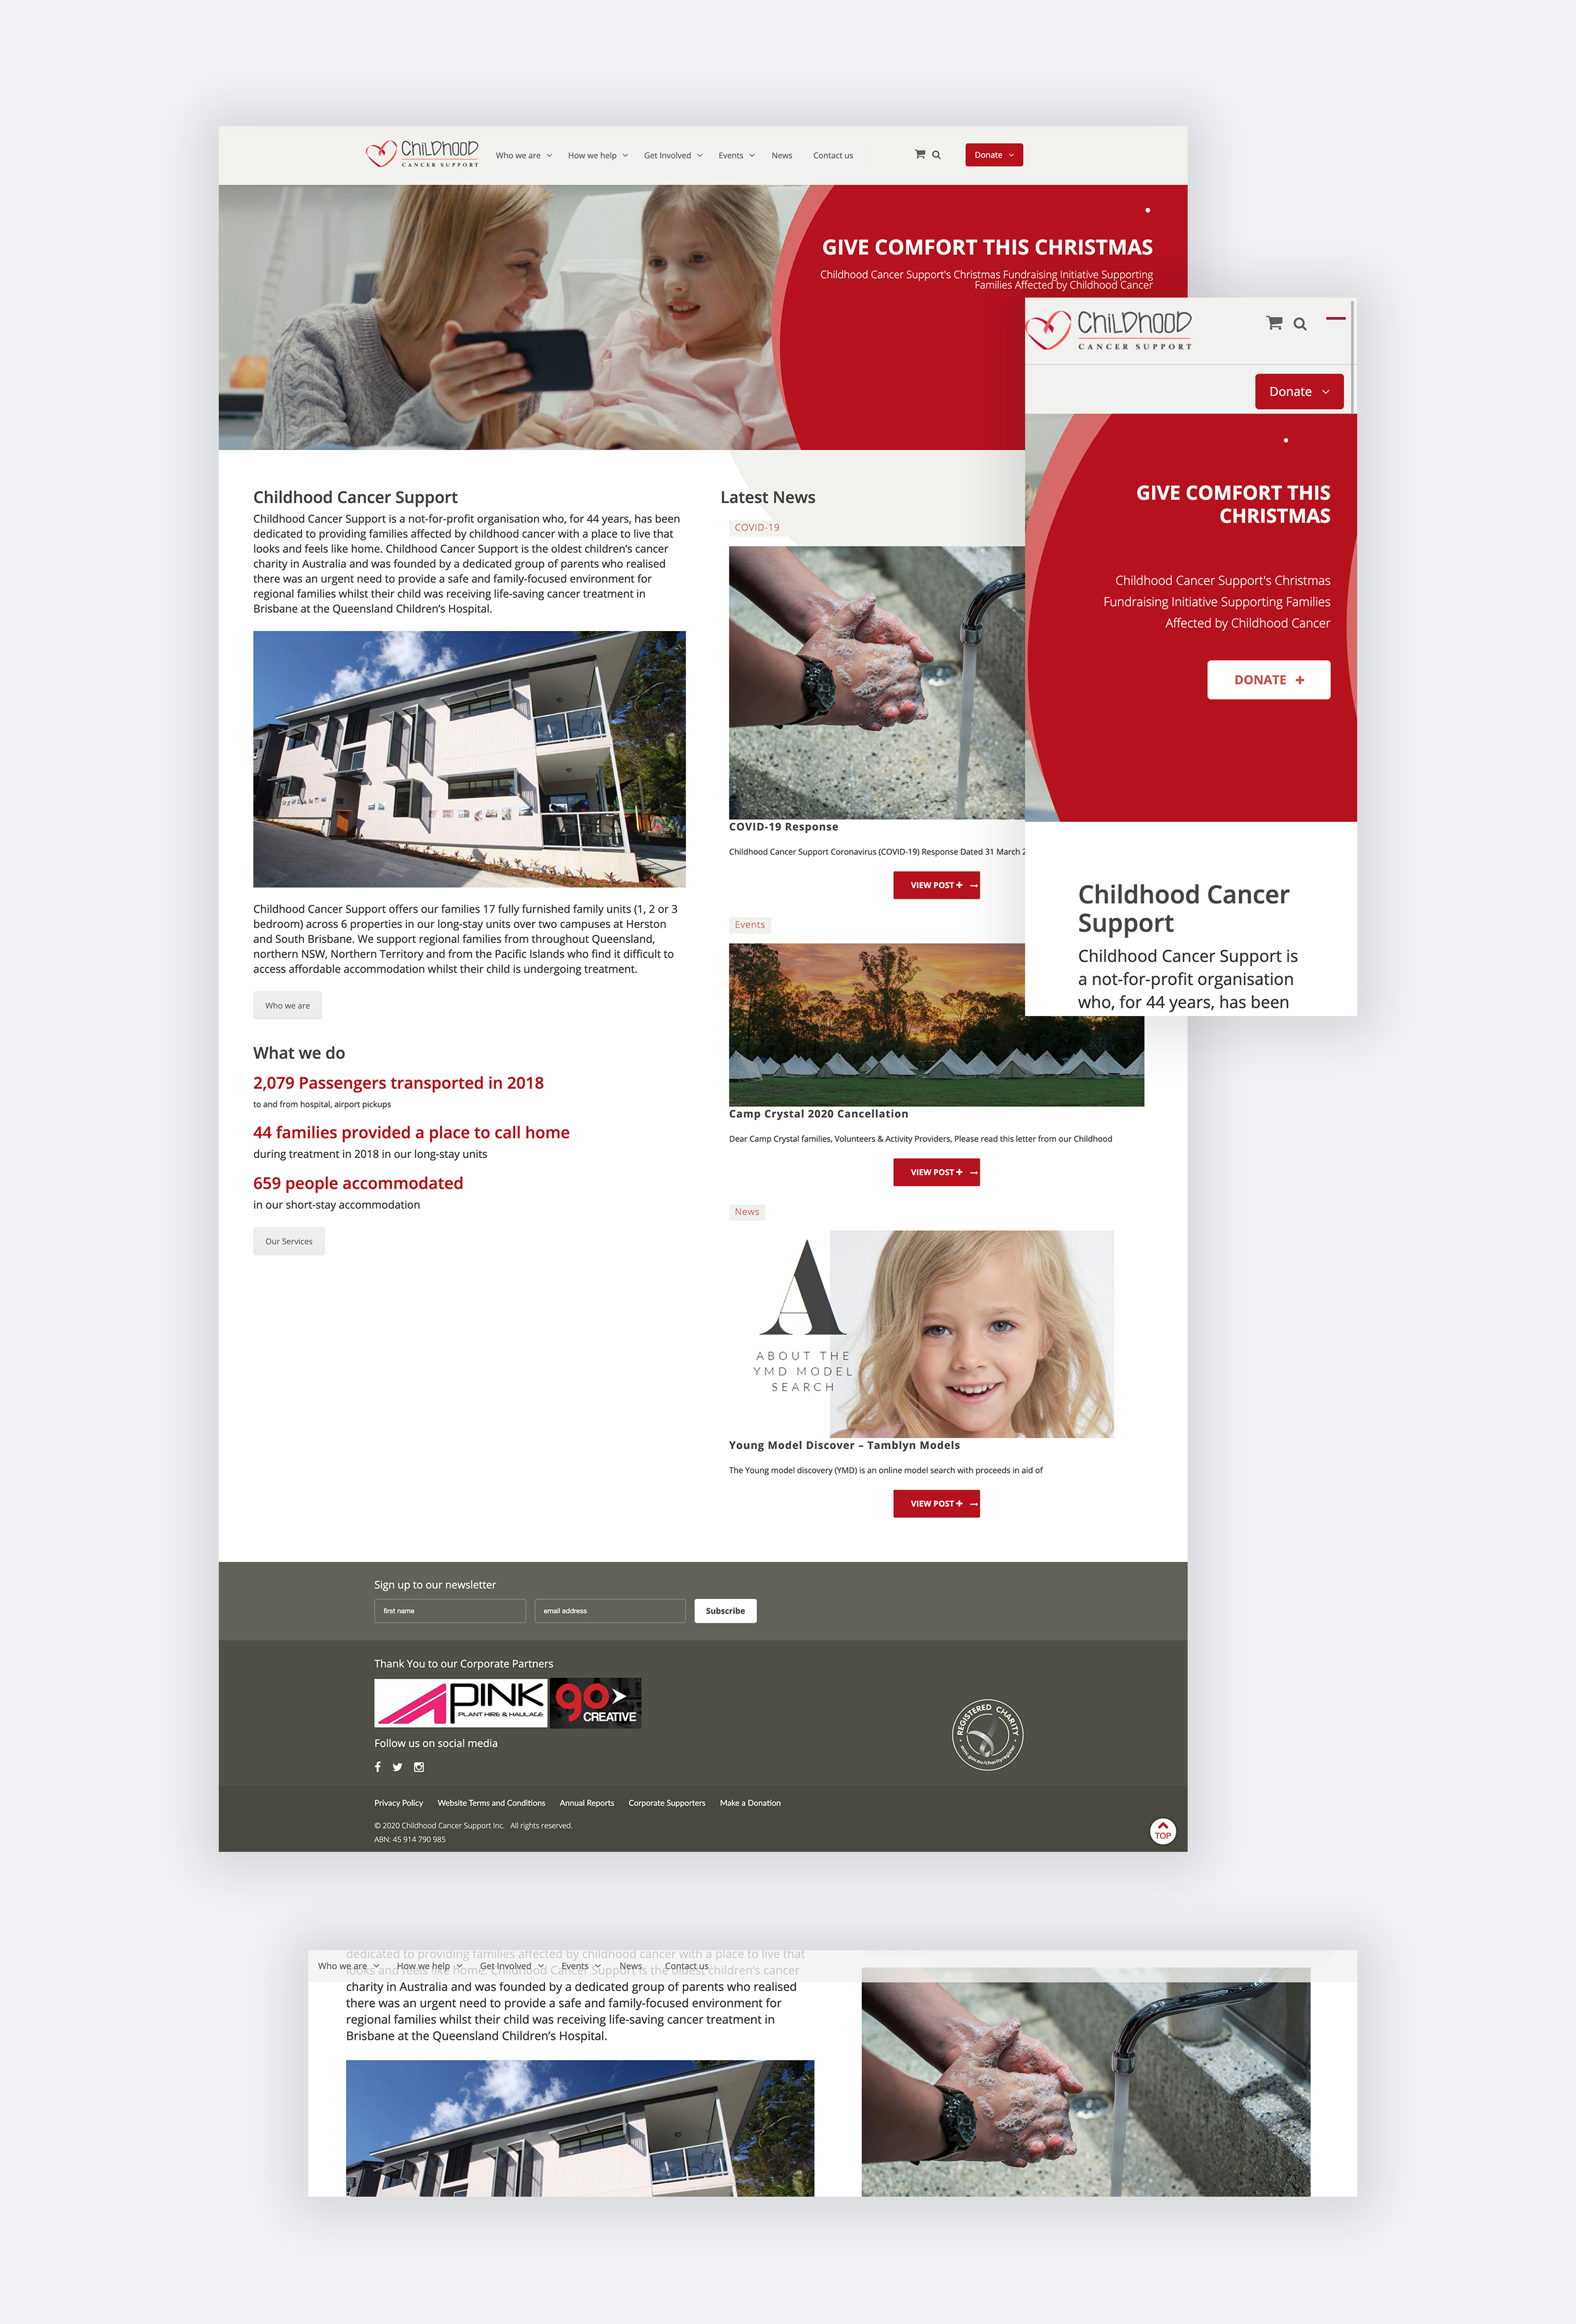 CHILDHOOD
CANCER SUPPORT
Who we are
How we help
Get Involved
Events
News
Contact us
Donate
GIVE COMFORT THIS CHRISTMAS
Childhood Cancer Support's Christmas Fundraising Initiative Supporting
Families Affected by Childhood Cancer
Childhood Cancer Support
Childhood Cancer Support is a not-for-profit organisation who, for 44 years, has been
dedicated to providing families affected by childhood cancer with a place to live that
looks and feels like home. Childhood Cancer Support is the oldest children's cancer
charity in Australia and was founded by a dedicated group of parents who realised
there was an urgent need to provide a safe and family-focused environment for
regional families whilst their child was receiving life-saving cancer treatment in
Brisbane at the Queensland Children's Hospital.
Childhood Cancer Support offers our families 17 fully furnished family units (1, 2 or 3
bedroom) across 6 properties in our long-stay units over two campuses at Herston
and South Brisbane. We support regional families from throughout Queensland,
northern NSW, Northern Territory and from the Pacific Islands who find it difficult to
access affordable accommodation whilst their child is undergoing treatment.
Who we are
What we do
2,079 Passengers transported in 2018
to and from hospital, airport pickups
44 families provided a place to call home
during treatment in 2018 in our long-stay units
659 people accommodated
in our short-stay accommodation
Our Services
Latest News
COVID-19
COVID-19 Response
Childhood Cancer Support Coronavirus (COVID-19) Response Dated 31 March 2
VIEW POST +
Events
Camp Crystal 2020 Cancellation
Dear Camp Crystal families, Volunteers & Activity Providers, Please read this letter from our Childhood
VIEW POST +
News
A
ABOUT THE
YMD MODEL
SEARCH
Young Model Discover – Tamblyn Models
The Young model discovery (YMD) is an online model search with proceeds in aid of
VIEW POST +
CHILDHOOD
CANCER SUPPORT
Donate
GIVE COMFORT THIS
CHRISTMAS
Childhood Cancer Support's Christmas
Fundraising Initiative Supporting Families
Affected by Childhood Cancer
DONATE +
Childhood Cancer
Support
Childhood Cancer Support is
a not-for-profit organisation
who, for 44 years, has been
Sign up to our newsletter
first name
email address
Subscribe
Thank You to our Corporate Partners
PINK
PLANT HIRE & HAULAGE
go
CREATIVE
Follow us on social media
REGISTERED CHARITY
acnc.gov.au/charityregister
Privacy Policy
Website Terms and Conditions
Annual Reports
Corporate Supporters
Make a Donation
© 2020 Childhood Cancer Support Inc. All rights reserved.
ABN: 45 914 790 985
TOP
Who we are
How we help
Get Involved
Events
News
Contact us
dedicated to providing families affected by childhood cancer with a place to live that
looks and feels like home. Childhood Cancer Support is the oldest children's cancer
charity in Australia and was founded by a dedicated group of parents who realised
there was an urgent need to provide a safe and family-focused environment for
regional families whilst their child was receiving life-saving cancer treatment in
Brisbane at the Queensland Children's Hospital.